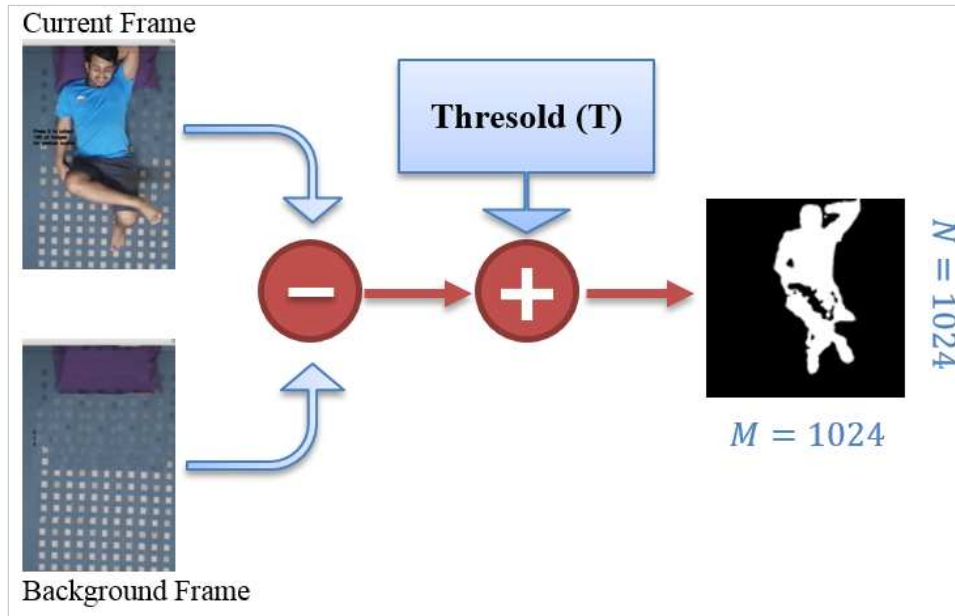 Current Frame
Thresold (T)
N = 1024
M = 1024
Background Frame